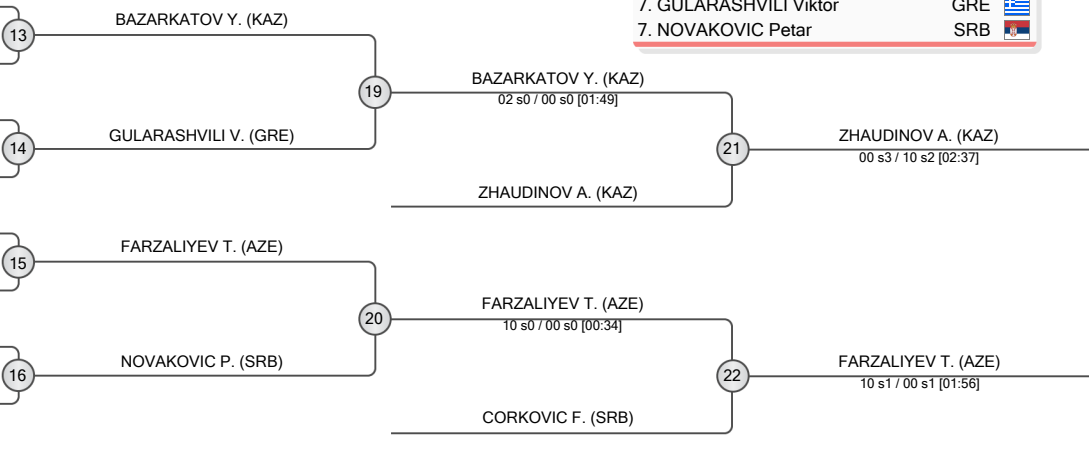 7. GULARASHVILI Viktor GRE
7. NOVAKOVIC Petar SRB
BAZARKATOV Y. (KAZ)
13
BAZARKATOV Y. (KAZ)
19
02 s0 / 00 s0 [01:49]
GULARASHVILI V. (GRE)
14
21
ZHAUDINOV A. (KAZ)
00 s3 / 10 s2 [02:37]
ZHAUDINOV A. (KAZ)
FARZALIYEV T. (AZE)
15
FARZALIYEV T. (AZE)
20
10 s0 / 00 s0 [00:34]
NOVAKOVIC P. (SRB)
16
22
FARZALIYEV T. (AZE)
10 s1 / 00 s1 [01:56]
CORKOVIC F. (SRB)